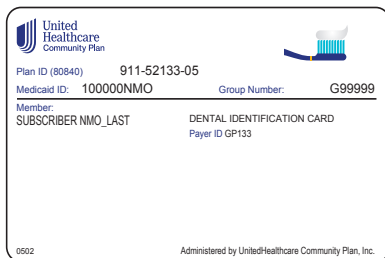 United
Healthcare
Community Plan
Plan ID (80840) 911-52133-05
Medicaid ID: 100000NMO Group Number: G99999
Member:
SUBSCRIBER NMO_LAST DENTAL IDENTIFICATION CARD
Payer ID GP133
0502 Administered by UnitedHealthcare Community Plan, Inc.